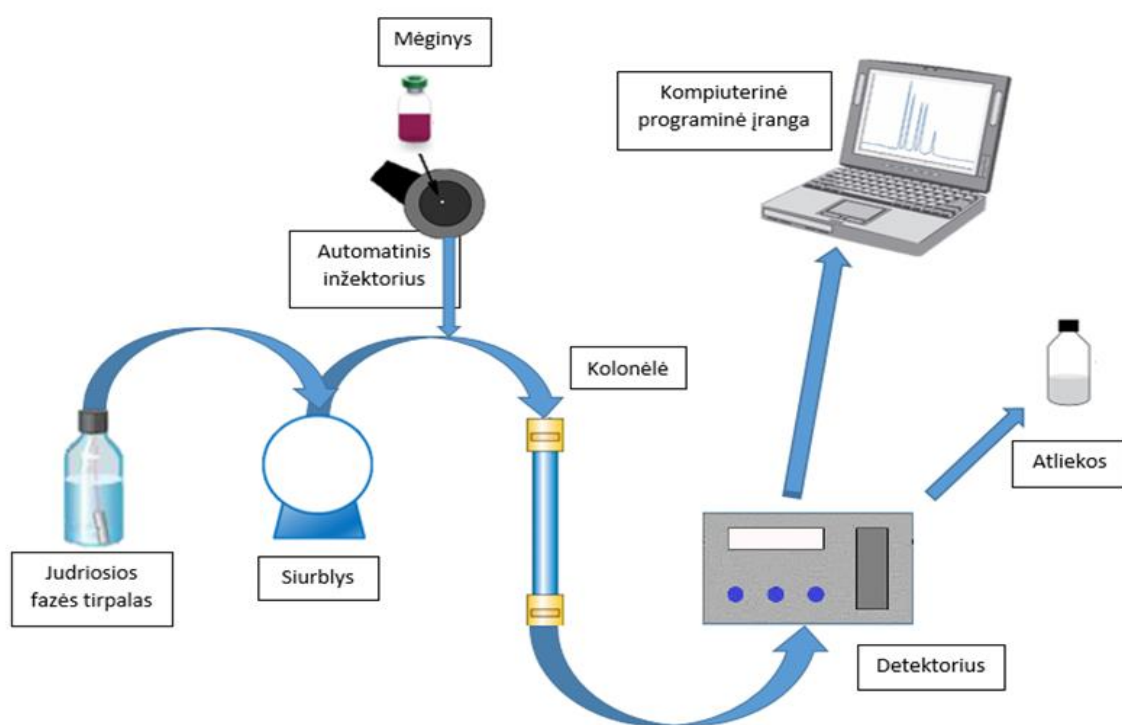 Mėginys
Kompiuterinė
programinė įranga
Automatinis
inžektorius
Kolonėlė
Atliekos
Judriosios
fazės tirpalas
Siurblys
Detektorius